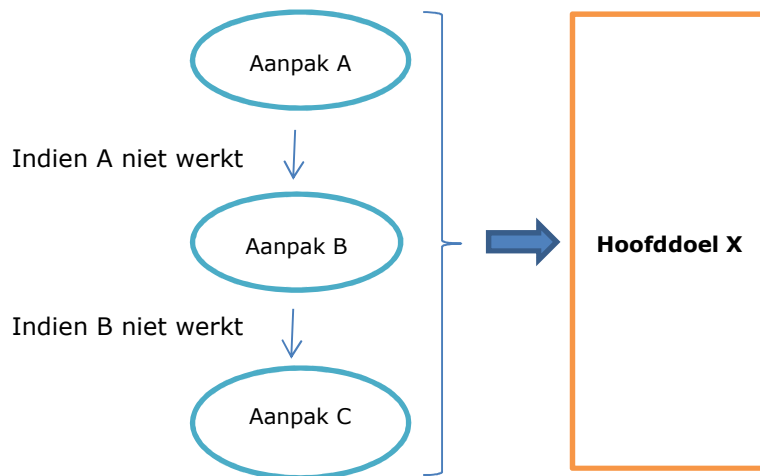 Aanpak A
Indien A niet werkt
Aanpak B
Hoofddoel X
Indien B niet werkt
Aanpak C